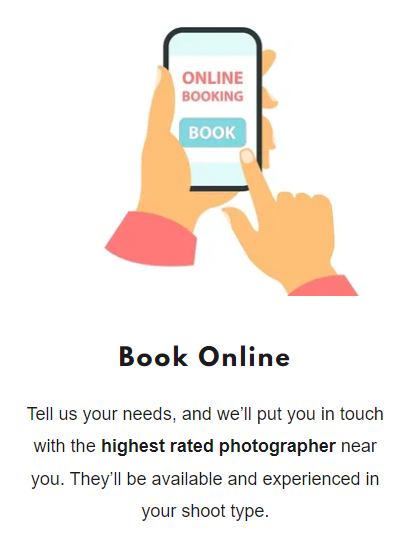 ONLINE
BOOKING
BOOK
Book Online
Tell us your needs, and we’ll put you in touch
with the highest rated photographer near
you. They’ll be available and experienced in
your shoot type.